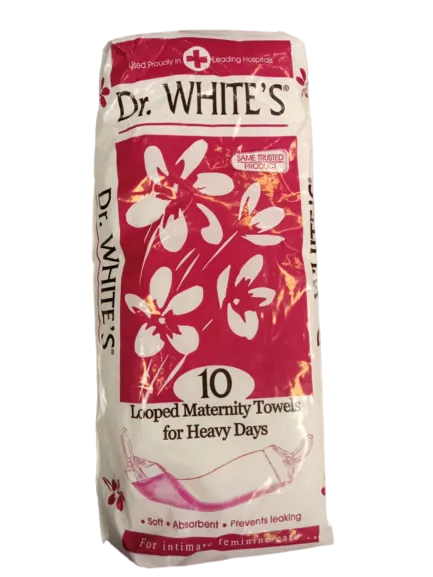 Used Proudly in Leading Hospitals
Dr. WHITE'S®
SAME TRUSTED
PRODUCT
Dr. WHITE'S®
10
Looped Maternity Towels
for Heavy Days
• Soft • Absorbent • Prevents leaking
For intimate feminine care